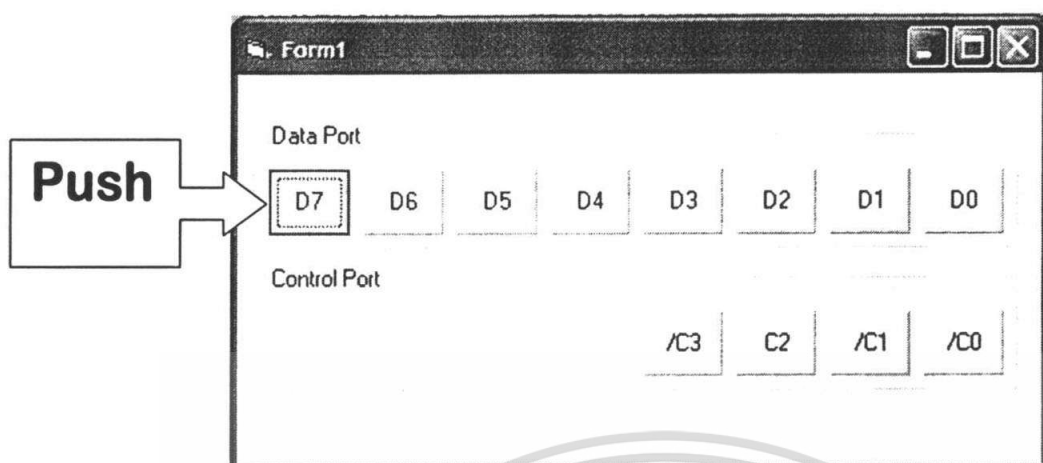 Form1
Data Port
Push
D7 D6 D5 D4 D3 D2 D1 D0
Control Port
/C3 C2 /C1 /C0